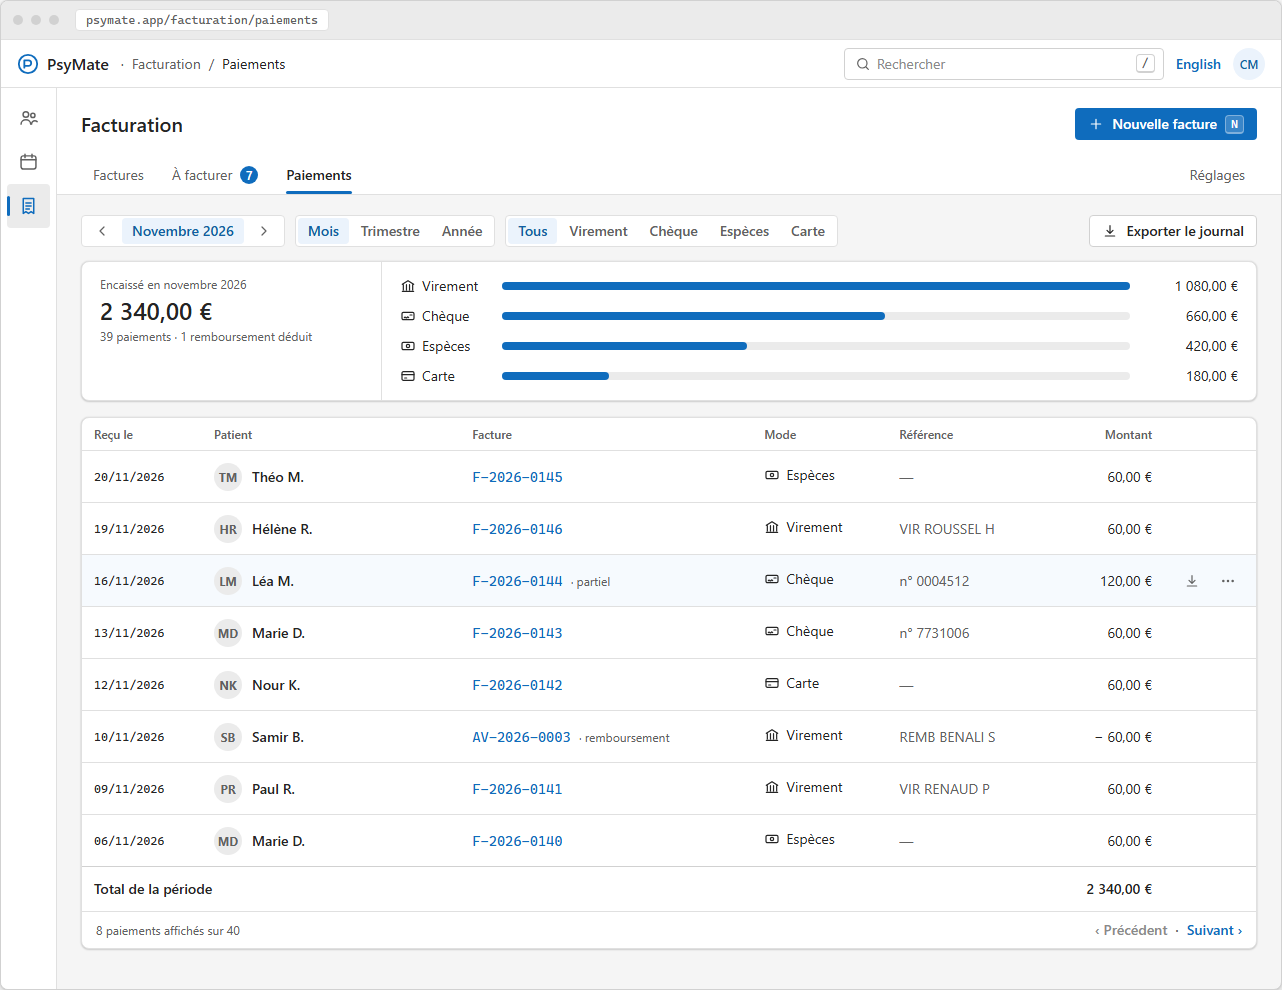 psymate.app/facturation/paiements
PsyMate · Facturation / Paiements
Rechercher /
English
CM
Facturation
+ Nouvelle facture N
Factures
À facturer 7
Paiements
Réglages
‹ Novembre 2026 ›
Mois Trimestre Année
Tous Virement Chèque Espèces Carte
Exporter le journal
Encaissé en novembre 2026
2 340,00 €
39 paiements · 1 remboursement déduit
Virement 1 080,00 €
Chèque 660,00 €
Espèces 420,00 €
Carte 180,00 €
Reçu le Patient Facture Mode Référence Montant
20/11/2026 TM Théo M. F-2026-0145 Espèces — 60,00 €
19/11/2026 HR Hélène R. F-2026-0146 Virement VIR ROUSSEL H 60,00 €
16/11/2026 LM Léa M. F-2026-0144 · partiel Chèque n° 0004512 120,00 € ···
13/11/2026 MD Marie D. F-2026-0143 Chèque n° 7731006 60,00 €
12/11/2026 NK Nour K. F-2026-0142 Carte — 60,00 €
10/11/2026 SB Samir B. AV-2026-0003 · remboursement Virement REMB BENALI S − 60,00 €
09/11/2026 PR Paul R. F-2026-0141 Virement VIR RENAUD P 60,00 €
06/11/2026 MD Marie D. F-2026-0140 Espèces — 60,00 €
Total de la période 2 340,00 €
8 paiements affichés sur 40
‹ Précédent · Suivant ›